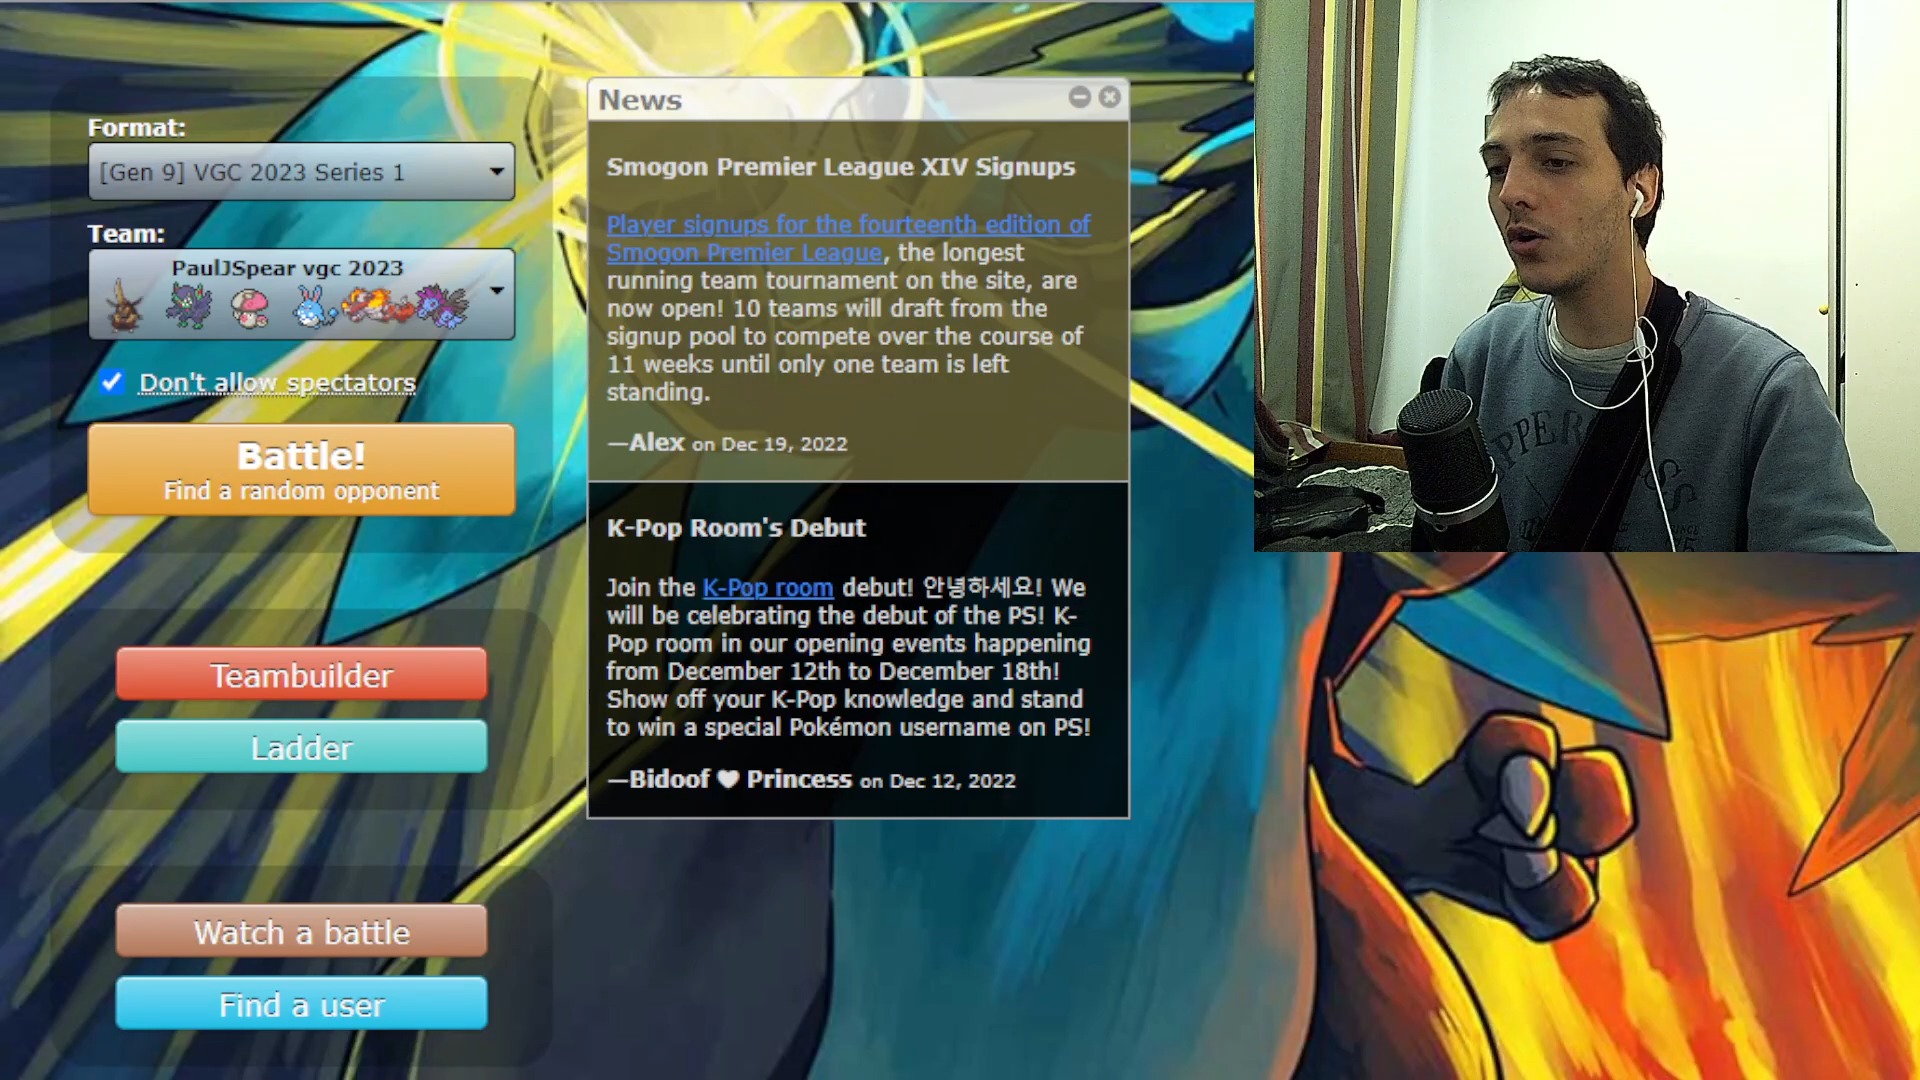 Format:
[Gen 9] VGC 2023 Series 1
Team:
PaulJSpear vgc 2023
Don't allow spectators
Battle!
Find a random opponent
Teambuilder
Ladder
Watch a battle
Find a user
News
Smogon Premier League XIV Signups
Player signups for the fourteenth edition of
Smogon Premier League, the longest
running team tournament on the site, are
now open! 10 teams will draft from the
signup pool to compete over the course of
11 weeks until only one team is left
standing.
—Alex on Dec 19, 2022
K-Pop Room's Debut
Join the K-Pop room debut! 안녕하세요! We
will be celebrating the debut of the PS! K-
Pop room in our opening events happening
from December 12th to December 18th!
Show off your K-Pop knowledge and stand
to win a special Pokémon username on PS!
—Bidoof ♥ Princess on Dec 12, 2022